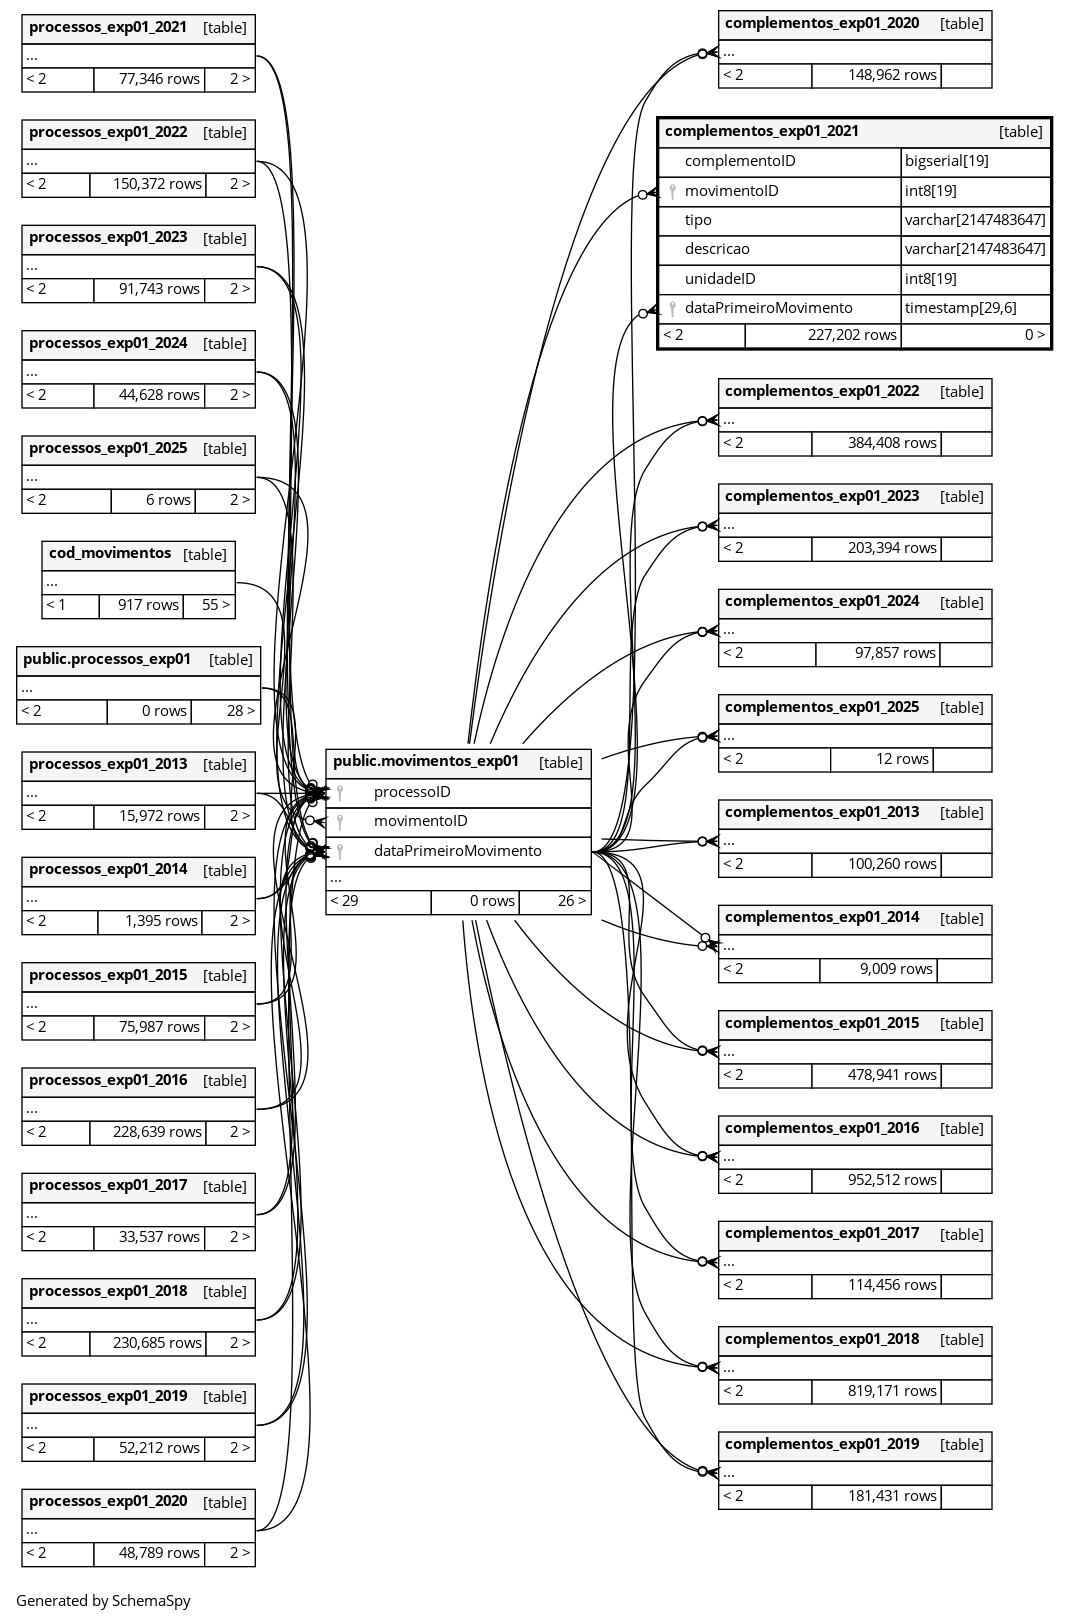 processos_exp01_2021 [table]
...
< 2 77,346 rows 2 >
processos_exp01_2022 [table]
...
< 2 150,372 rows 2 >
processos_exp01_2023 [table]
...
< 2 91,743 rows 2 >
processos_exp01_2024 [table]
...
< 2 44,628 rows 2 >
processos_exp01_2025 [table]
...
< 2 6 rows 2 >
cod_movimentos [table]
...
< 1 917 rows 55 >
public.processos_exp01 [table]
...
< 2 0 rows 28 >
processos_exp01_2013 [table]
...
< 2 15,972 rows 2 >
processos_exp01_2014 [table]
...
< 2 1,395 rows 2 >
processos_exp01_2015 [table]
...
< 2 75,987 rows 2 >
processos_exp01_2016 [table]
...
< 2 228,639 rows 2 >
processos_exp01_2017 [table]
...
< 2 33,537 rows 2 >
processos_exp01_2018 [table]
...
< 2 230,685 rows 2 >
processos_exp01_2019 [table]
...
< 2 52,212 rows 2 >
processos_exp01_2020 [table]
...
< 2 48,789 rows 2 >
public.movimentos_exp01 [table]
processoID
movimentoID
dataPrimeiroMovimento
...
< 29 0 rows 26 >
complementos_exp01_2020 [table]
...
< 2 148,962 rows
complementos_exp01_2021 [table]
complementoID bigserial[19]
movimentoID int8[19]
tipo varchar[2147483647]
descricao varchar[2147483647]
unidadeID int8[19]
dataPrimeiroMovimento timestamp[29,6]
< 2 227,202 rows 0 >
complementos_exp01_2022 [table]
...
< 2 384,408 rows
complementos_exp01_2023 [table]
...
< 2 203,394 rows
complementos_exp01_2024 [table]
...
< 2 97,857 rows
complementos_exp01_2025 [table]
...
< 2 12 rows
complementos_exp01_2013 [table]
...
< 2 100,260 rows
complementos_exp01_2014 [table]
...
< 2 9,009 rows
complementos_exp01_2015 [table]
...
< 2 478,941 rows
complementos_exp01_2016 [table]
...
< 2 952,512 rows
complementos_exp01_2017 [table]
...
< 2 114,456 rows
complementos_exp01_2018 [table]
...
< 2 819,171 rows
complementos_exp01_2019 [table]
...
< 2 181,431 rows
Generated by SchemaSpy